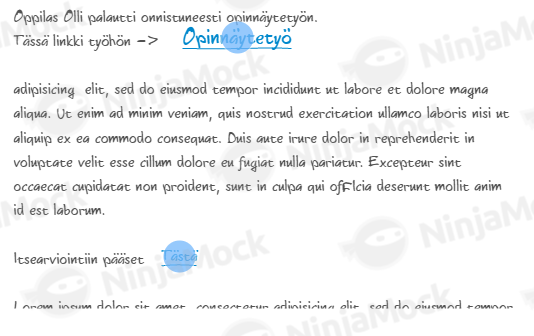 Oppilas Olli palautti onnistuneesti opinnäytetyön.
Tässä linkki työhön -> Opinnäytetyö
adipisicing elit, sed do eiusmod tempor incididunt ut labore et dolore magna
aliqua. Ut enim ad minim veniam, quis nostrud exercitation ullamco laboris nisi ut
aliquip ex ea commodo consequat. Duis aute irure dolor in reprehenderit in
voluptate velit esse cillum dolore eu fugiat nulla pariatur. Excepteur sint
occaecat cupidatat non proident, sunt in culpa qui offlcia deserunt mollit anim
id est laborum.
Itsearviointiin pääset Tästä
Lorem ipsum dolor sit amet, consectetur adipisicing elit, sed do eiusmod tempor
NinjaMock